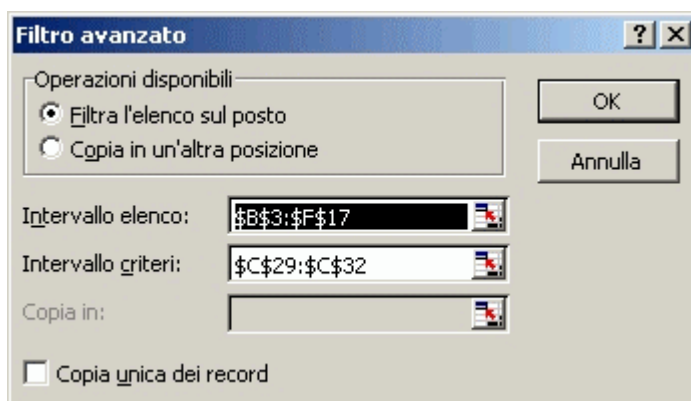 Filtro avanzato
Operazioni disponibili
Filtra l'elenco sul posto
Copia in un'altra posizione
OK
Annulla
Intervallo elenco: $B$3:$F$17
Intervallo criteri: $C$29:$C$32
Copia in:
Copia unica dei record